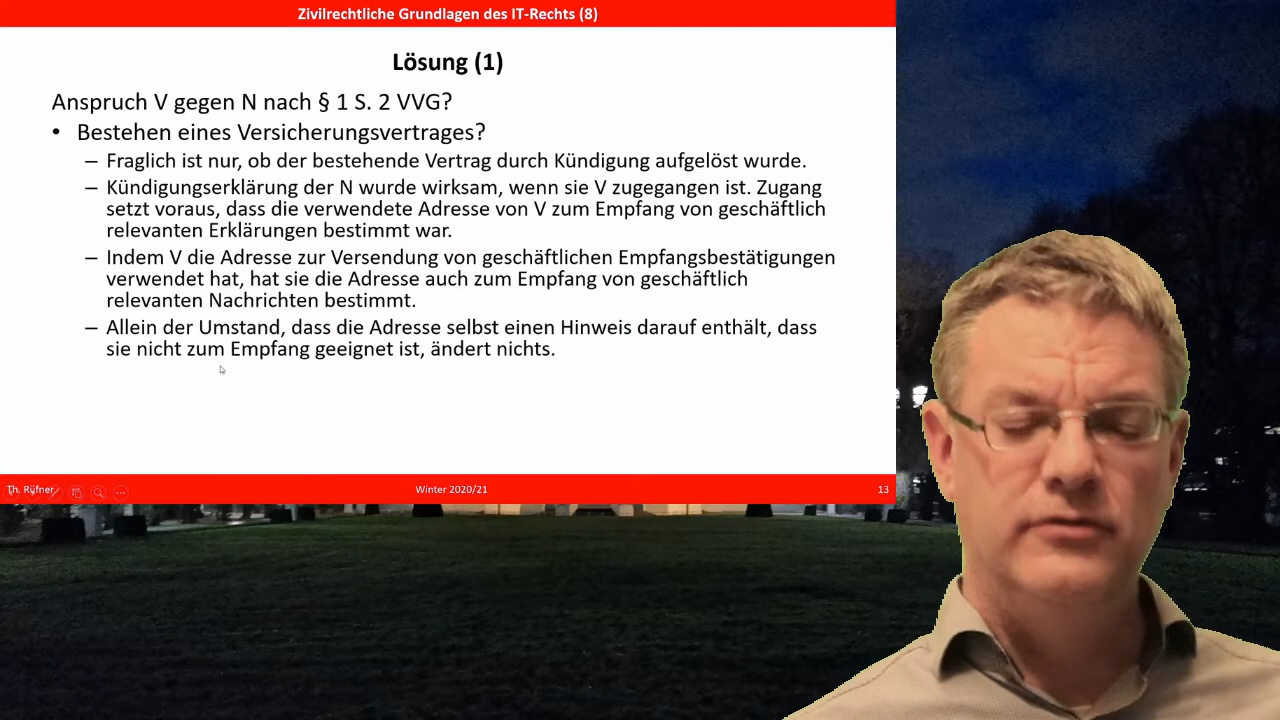 Zivilrechtliche Grundlagen des IT-Rechts (8)
Lösung (1)
Anspruch V gegen N nach § 1 S. 2 VVG?
• Bestehen eines Versicherungsvertrages?
– Fraglich ist nur, ob der bestehende Vertrag durch Kündigung aufgelöst wurde.
– Kündigungserklärung der N wurde wirksam, wenn sie V zugegangen ist. Zugang
setzt voraus, dass die verwendete Adresse von V zum Empfang von geschäftlich
relevanten Erklärungen bestimmt war.
– Indem V die Adresse zur Versendung von geschäftlichen Empfangsbestätigungen
verwendet hat, hat sie die Adresse auch zum Empfang von geschäftlich
relevanten Nachrichten bestimmt.
– Allein der Umstand, dass die Adresse selbst einen Hinweis darauf enthält, dass
sie nicht zum Empfang geeignet ist, ändert nichts.
Th. Rüfner
Winter 2020/21
13